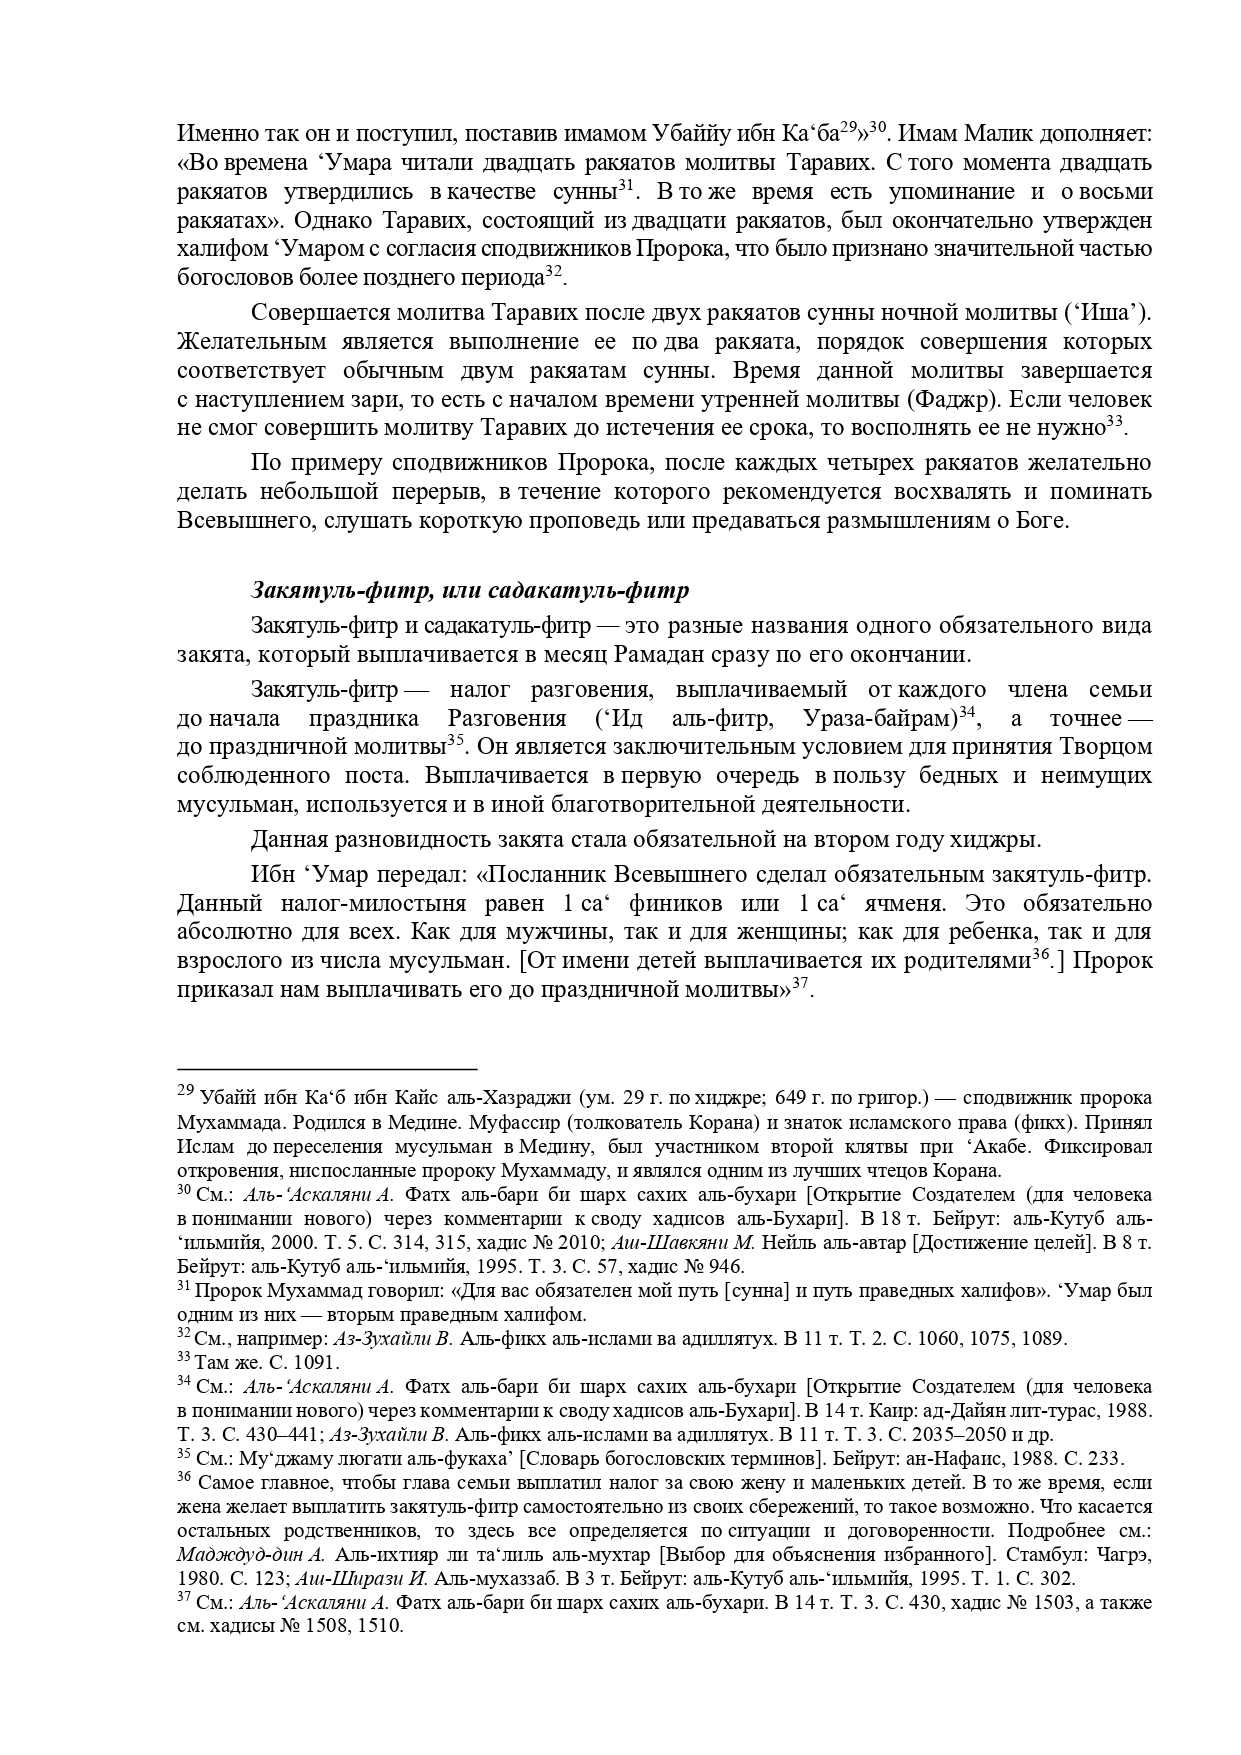 Именно так он и поступил, поставив имамом Убаййу ибн Ка‘ба²⁹»³⁰. Имам Малик дополняет:
«Во времена ‘Умара читали двадцать ракяатов молитвы Таравих. С того момента двадцать
ракяатов утвердились в качестве сунны³¹. В то же время есть упоминание и о восьми
ракяатах». Однако Таравих, состоящий из двадцати ракяатов, был окончательно утвержден
халифом ‘Умаром с согласия сподвижников Пророка, что было признано значительной частью
богословов более позднего периода³².
Совершается молитва Таравих после двух ракяатов сунны ночной молитвы (‘Иша’).
Желательным является выполнение ее по два ракяата, порядок совершения которых
соответствует обычным двум ракяатам сунны. Время данной молитвы завершается
с наступлением зари, то есть с началом времени утренней молитвы (Фаджр). Если человек
не смог совершить молитву Таравих до истечения ее срока, то восполнять ее не нужно³³.
По примеру сподвижников Пророка, после каждых четырех ракяатов желательно
делать небольшой перерыв, в течение которого рекомендуется восхвалять и поминать
Всевышнего, слушать короткую проповедь или предаваться размышлениям о Боге.
Закятуль-фитр, или садакатуль-фитр
Закятуль-фитр и садакатуль-фитр — это разные названия одного обязательного вида
закята, который выплачивается в месяц Рамадан сразу по его окончании.
Закятуль-фитр — налог разговения, выплачиваемый от каждого члена семьи
до начала праздника Разговения (‘Ид аль-фитр, Ураза-байрам)³⁴, а точнее —
до праздничной молитвы³⁵. Он является заключительным условием для принятия Творцом
соблюденного поста. Выплачивается в первую очередь в пользу бедных и неимущих
мусульман, используется и в иной благотворительной деятельности.
Данная разновидность закята стала обязательной на втором году хиджры.
Ибн ‘Умар передал: «Посланник Всевышнего сделал обязательным закятуль-фитр.
Данный налог-милостыня равен 1 са‘ фиников или 1 са‘ ячменя. Это обязательно
абсолютно для всех. Как для мужчины, так и для женщины; как для ребенка, так и для
взрослого из числа мусульман. [От имени детей выплачивается их родителями³⁶.] Пророк
приказал нам выплачивать его до праздничной молитвы»³⁷.
²⁹ Убайй ибн Ка‘б ибн Кайс аль-Хазраджи (ум. 29 г. по хиджре; 649 г. по григор.) — сподвижник пророка
Мухаммада. Родился в Медине. Муфассир (толкователь Корана) и знаток исламского права (фикх). Принял
Ислам до переселения мусульман в Медину, был участником второй клятвы при ‘Акабе. Фиксировал
откровения, ниспосланные пророку Мухаммаду, и являлся одним из лучших чтецов Корана.
³⁰ См.: Аль-‘Аскаляни А. Фатх аль-бари би шарх сахих аль-бухари [Открытие Создателем (для человека
в понимании нового) через комментарии к своду хадисов аль-Бухари]. В 18 т. Бейрут: аль-Кутуб аль-
‘ильмийя, 2000. Т. 5. С. 314, 315, хадис № 2010; Аш-Шавкяни М. Нейль аль-автар [Достижение целей]. В 8 т.
Бейрут: аль-Кутуб аль-‘ильмийя, 1995. Т. 3. С. 57, хадис № 946.
³¹ Пророк Мухаммад говорил: «Для вас обязателен мой путь [сунна] и путь праведных халифов». ‘Умар был
одним из них — вторым праведным халифом.
³² См., например: Аз-Зухайли В. Аль-фикх аль-ислами ва адиллятух. В 11 т. Т. 2. С. 1060, 1075, 1089.
³³ Там же. С. 1091.
³⁴ См.: Аль-‘Аскаляни А. Фатх аль-бари би шарх сахих аль-бухари [Открытие Создателем (для человека
в понимании нового) через комментарии к своду хадисов аль-Бухари]. В 14 т. Каир: ад-Дайян лит-турас, 1988.
Т. 3. С. 430–441; Аз-Зухайли В. Аль-фикх аль-ислами ва адиллятух. В 11 т. Т. 3. С. 2035–2050 и др.
³⁵ См.: Му‘джаму люгати аль-фукаха’ [Словарь богословских терминов]. Бейрут: ан-Нафаис, 1988. С. 233.
³⁶ Самое главное, чтобы глава семьи выплатил налог за свою жену и маленьких детей. В то же время, если
жена желает выплатить закятуль-фитр самостоятельно из своих сбережений, то такое возможно. Что касается
остальных родственников, то здесь все определяется по ситуации и договоренности. Подробнее см.:
Мадждуд-дин А. Аль-ихтияр ли та‘лиль аль-мухтар [Выбор для объяснения избранного]. Стамбул: Чагрэ,
1980. С. 123; Аш-Ширази И. Аль-мухаззаб. В 3 т. Бейрут: аль-Кутуб аль-‘ильмийя, 1995. Т. 1. С. 302.
³⁷ См.: Аль-‘Аскаляни А. Фатх аль-бари би шарх сахих аль-бухари. В 14 т. Т. 3. С. 430, хадис № 1503, а также
см. хадисы № 1508, 1510.